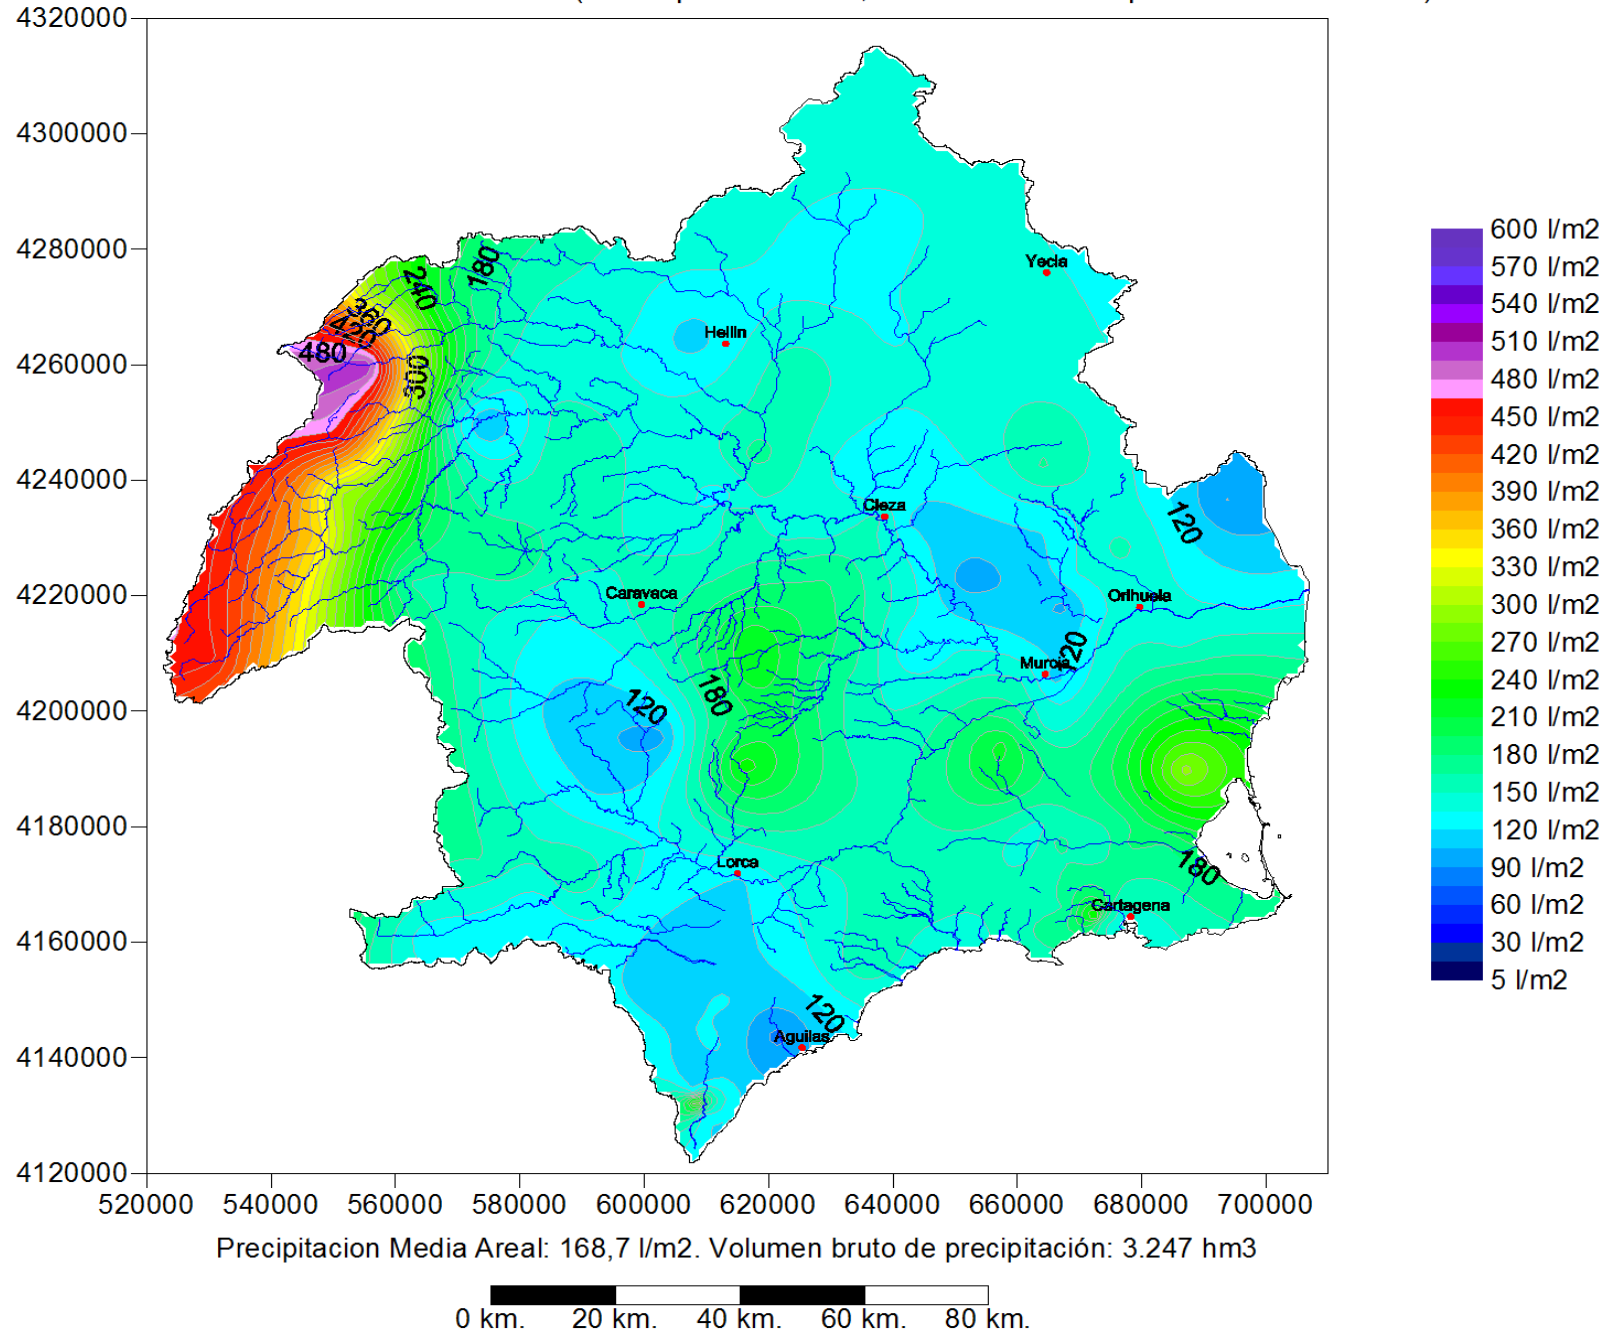 4320000
4300000
4280000
4260000
4240000
4220000
4200000
4180000
4160000
4140000
4120000
520000 540000 560000 580000 600000 620000 640000 660000 680000 700000
180
240
360
420
480
300
Yecla
Hellin
Cieza
120
Caravaca
Orihuela
Murcia
120
120
180
Lorca
180
Cartagena
120
Aguilas
600 l/m2
570 l/m2
540 l/m2
510 l/m2
480 l/m2
450 l/m2
420 l/m2
390 l/m2
360 l/m2
330 l/m2
300 l/m2
270 l/m2
240 l/m2
210 l/m2
180 l/m2
150 l/m2
120 l/m2
90 l/m2
60 l/m2
30 l/m2
5 l/m2
Precipitacion Media Areal: 168,7 l/m2. Volumen bruto de precipitación: 3.247 hm3
0 km. 20 km. 40 km. 60 km. 80 km.